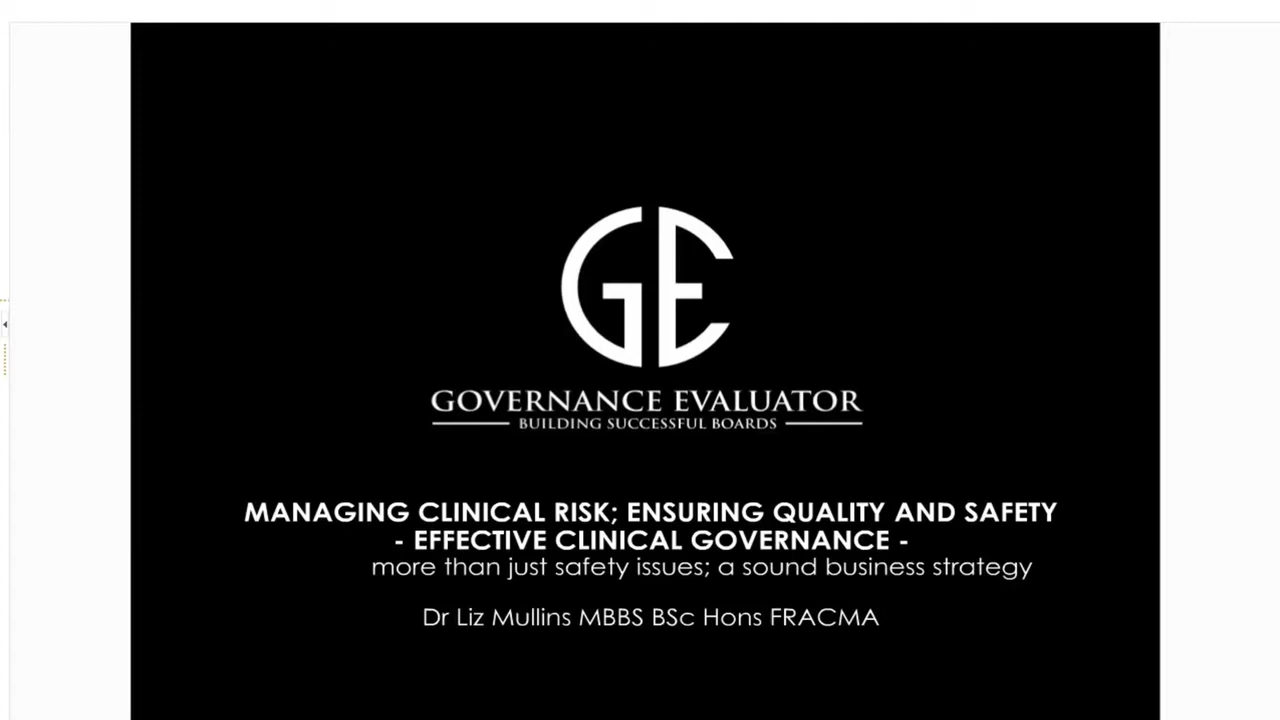 GE
GOVERNANCE EVALUATOR
BUILDING SUCCESSFUL BOARDS
MANAGING CLINICAL RISK; ENSURING QUALITY AND SAFETY
- EFFECTIVE CLINICAL GOVERNANCE -
more than just safety issues; a sound business strategy
Dr Liz Mullins MBBS BSc Hons FRACMA